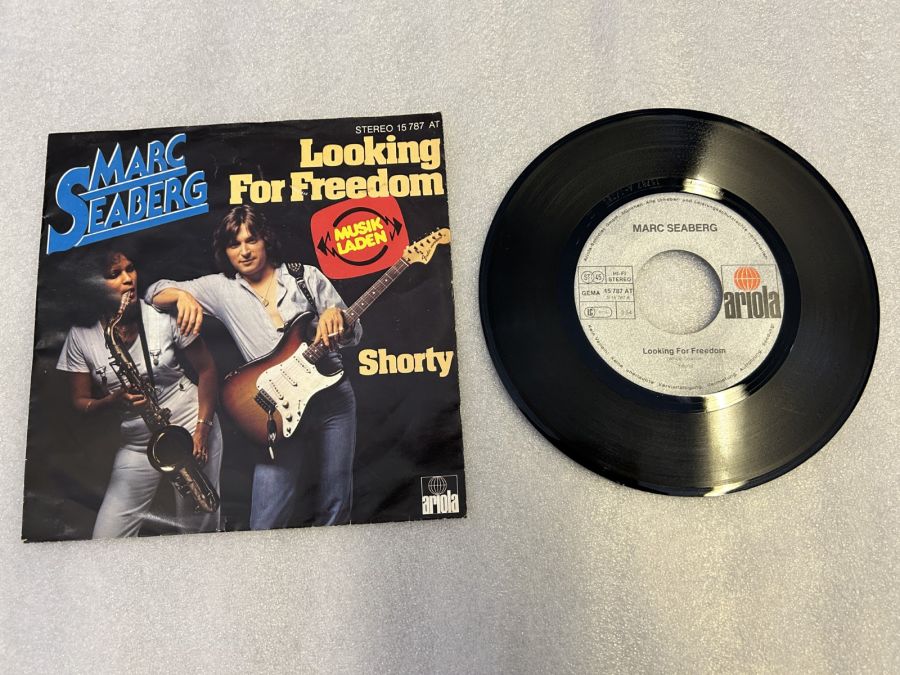 STEREO 15 787 AT
MARC
SEABERG
Looking
For Freedom
MUSIK
LADEN
Shorty
ariola
MARC SEABERG
ST 45
HI-FI
STEREO
GEMA
15 787 AT
ariola
Looking For Freedom